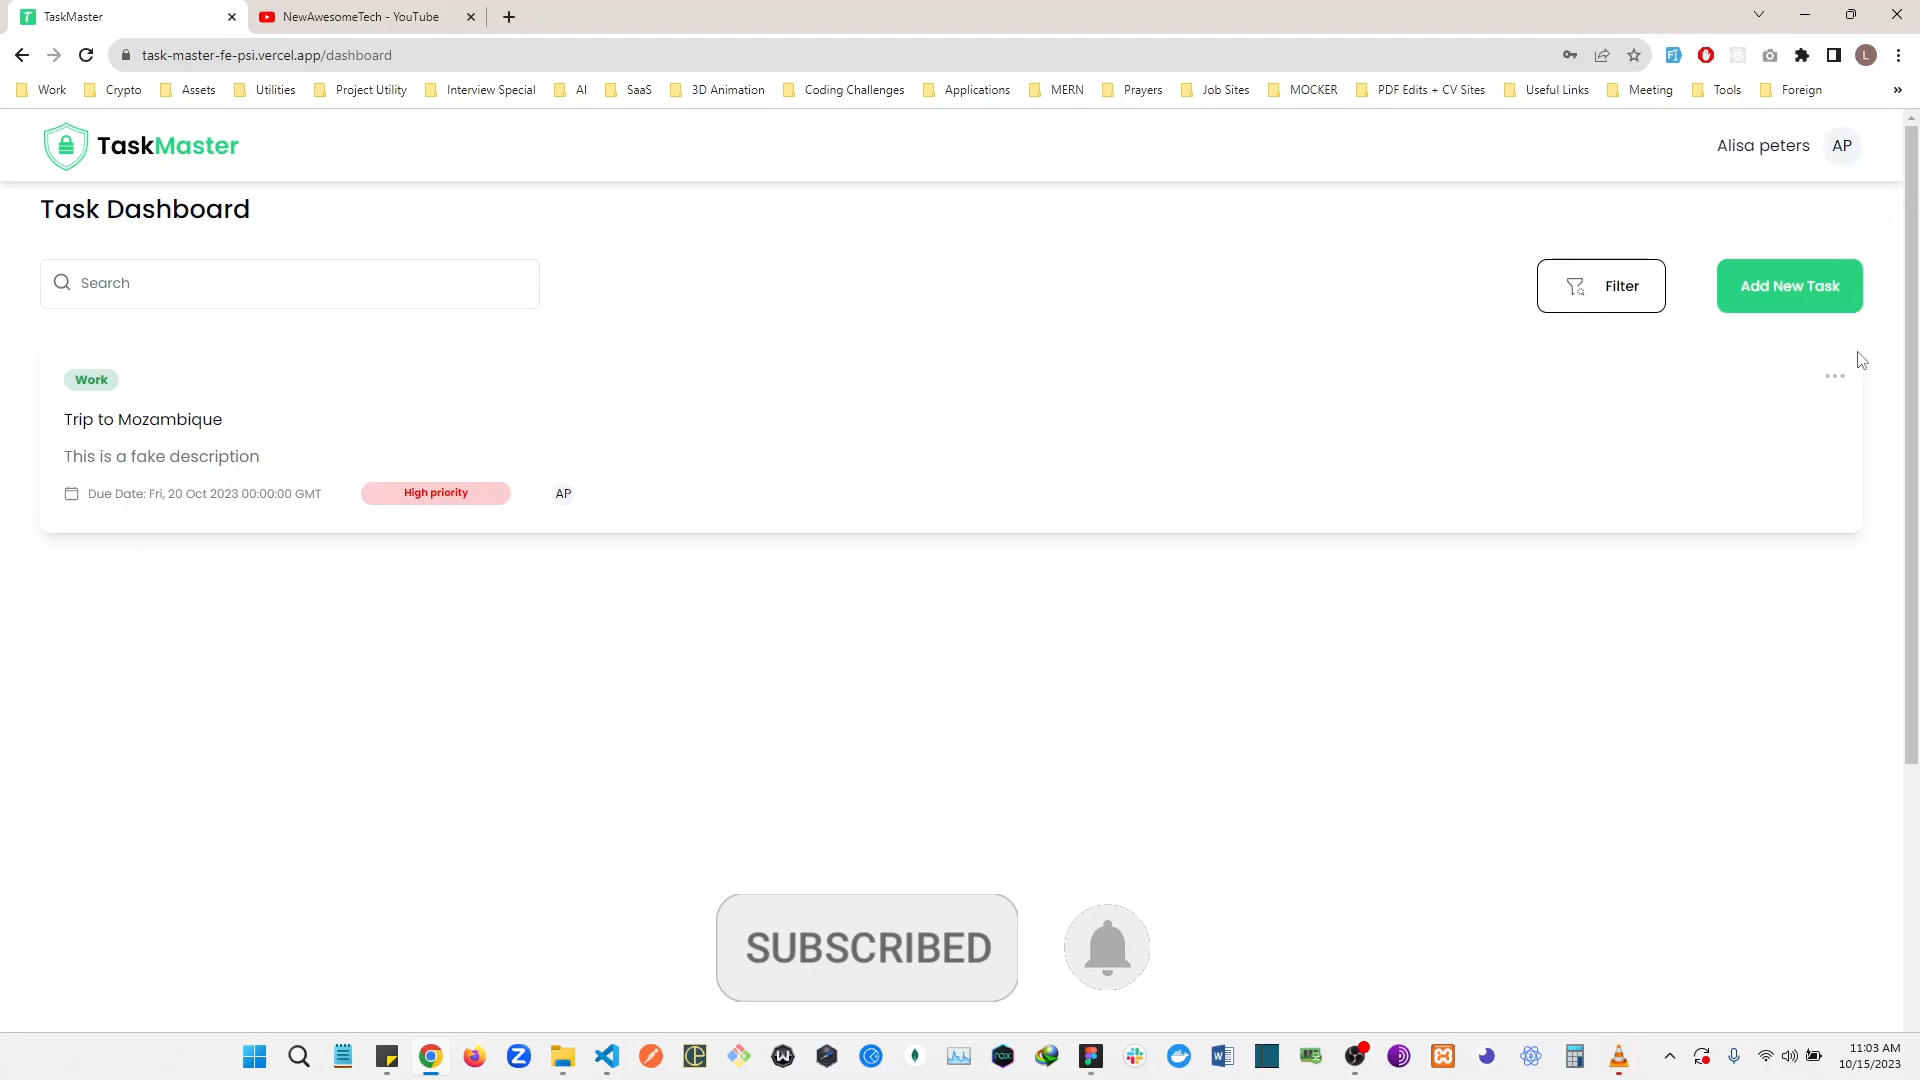 TaskMaster
NewAwesomeTech - YouTube
task-master-fe-psi.vercel.app/dashboard
L
Work Crypto Assets Utilities Project Utility Interview Special AI SaaS 3D Animation Coding Challenges Applications MERN Prayers Job Sites MOCKER PDF Edits + CV Sites Useful Links Meeting Tools Foreign »
TaskMaster
Alisa peters AP
Task Dashboard
Search
Filter
Add New Task
Work
Trip to Mozambique
This is a fake description
Due Date: Fri, 20 Oct 2023 00:00:00 GMT High priority AP
SUBSCRIBED
11:03 AM
10/15/2023